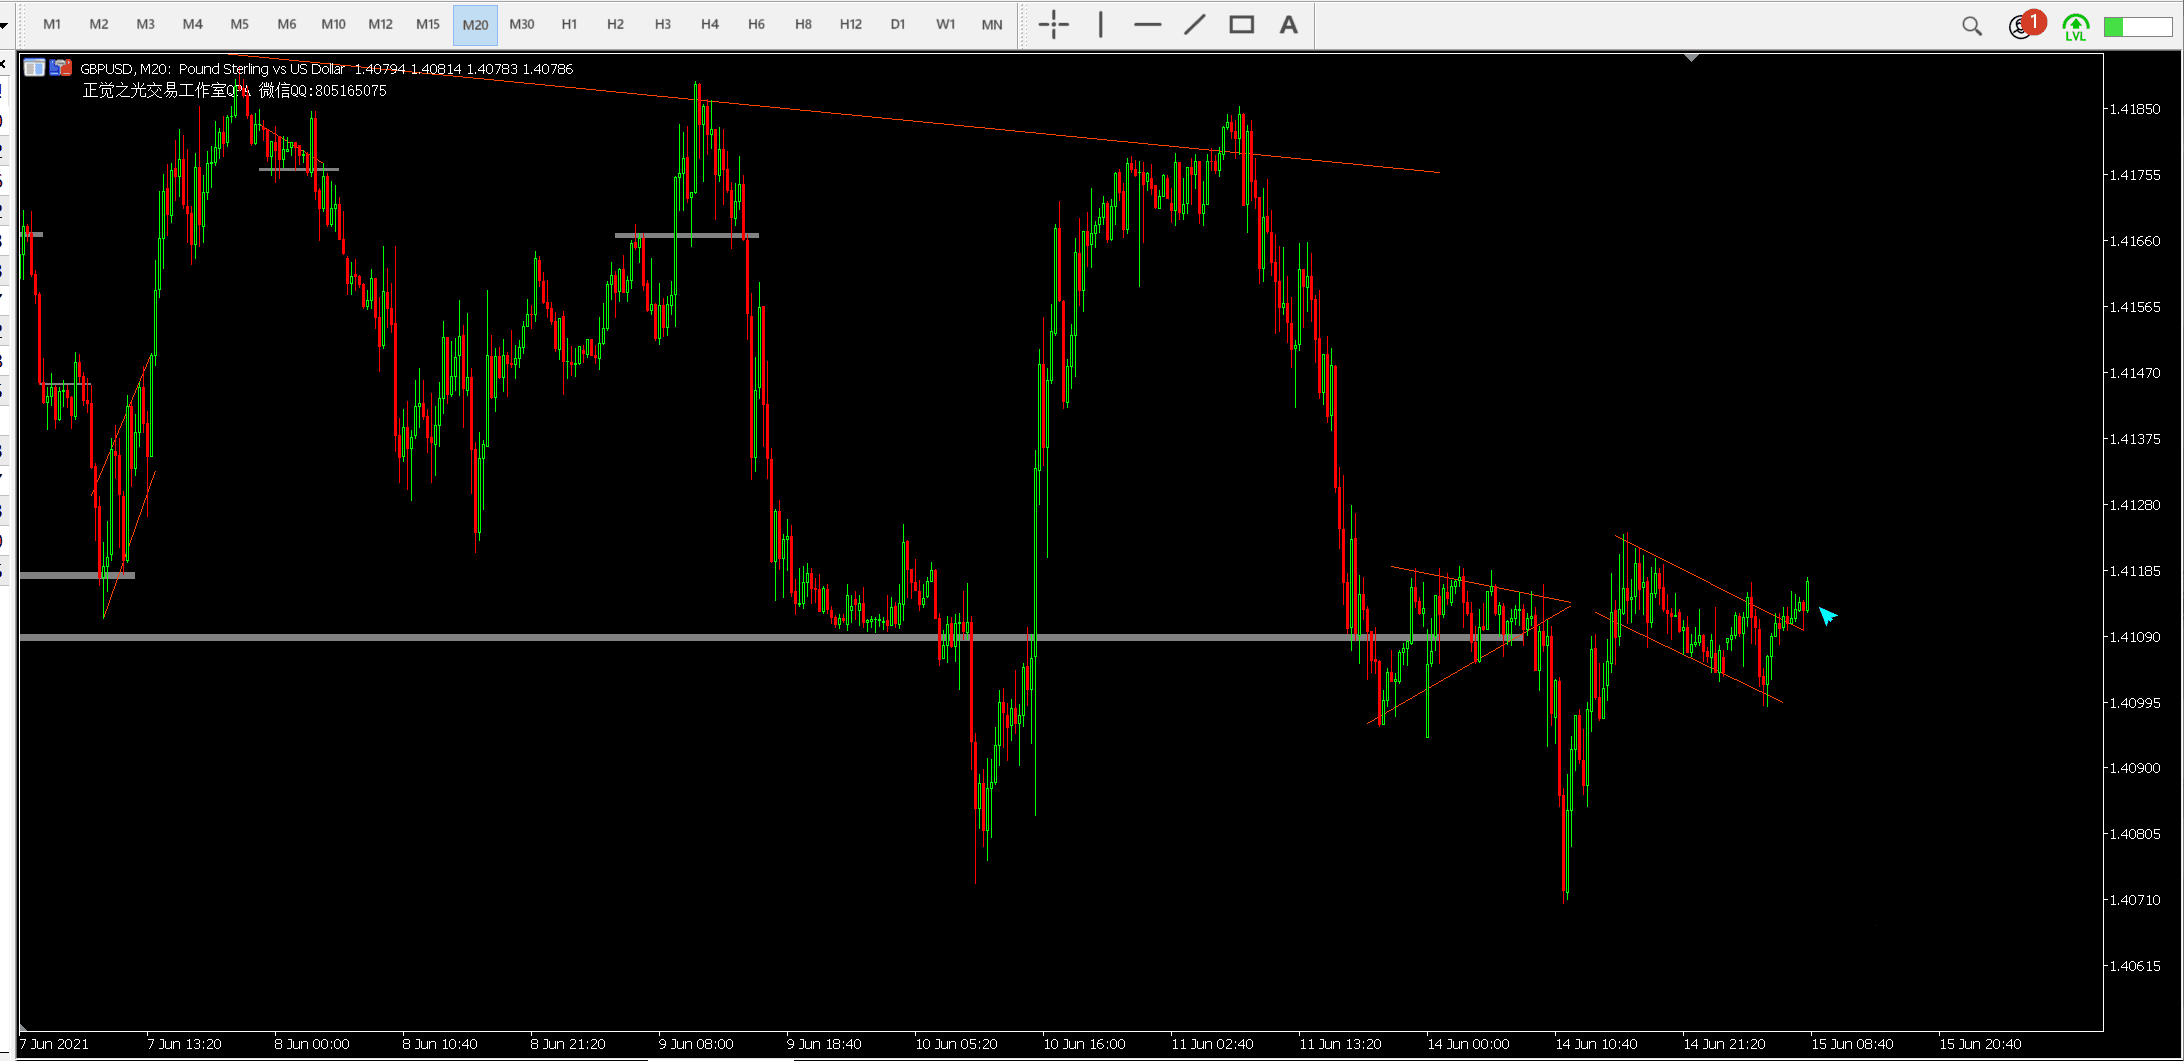 M1 M2 M3 M4 M5 M6 M10 M12 M15 M20 M30 H1 H2 H3 H4 H6 H8 H12 D1 W1 MN A 1
LVL
GBPUSD, M20: Pound Sterling vs US Dollar 1.40794 1.40814 1.40783 1.40786
正觉之光交易工作室QPA 微信QQ:805165075
1.41850
1.41755
1.41660
1.41565
1.41470
1.41375
1.41280
1.41185
1.41090
1.40995
1.40900
1.40805
1.40710
1.40615
7 Jun 2021 7 Jun 13:20 8 Jun 00:00 8 Jun 10:40 8 Jun 21:20 9 Jun 08:00 9 Jun 18:40 10 Jun 05:20 10 Jun 16:00 11 Jun 02:40 11 Jun 13:20 14 Jun 00:00 14 Jun 10:40 14 Jun 21:20 15 Jun 08:40 15 Jun 20:40